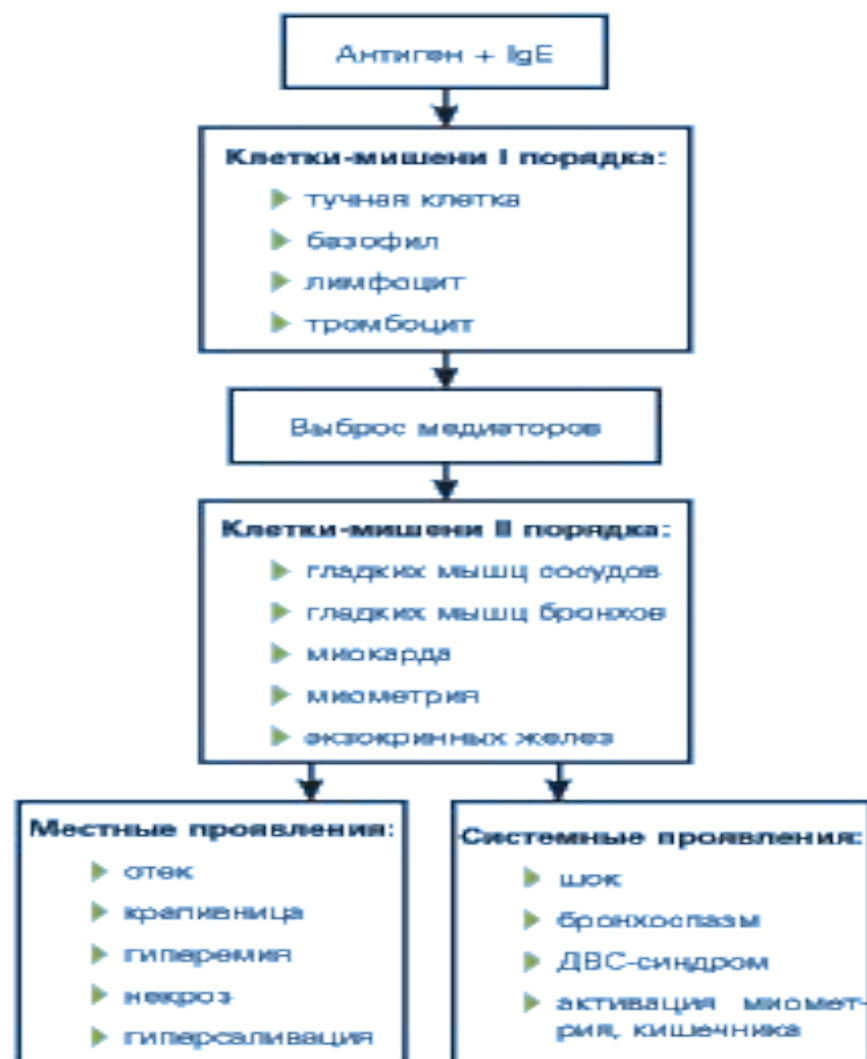 Антиген + IgE
Клетки-мишени I порядка:
тучная клетка
базофил
лимфоцит
тромбоцит
Выброс медиаторов
Клетки-мишени II порядка:
гладких мышц сосудов
гладких мышц бронхов
миокарда
миометрия
экзокринных желез
Местные проявления:
отек
крапивница
гиперемия
некроз
гиперсаливация
Системные проявления:
шок
бронхоспазм
ДВС-синдром
активация миомет-
рия, кишечника